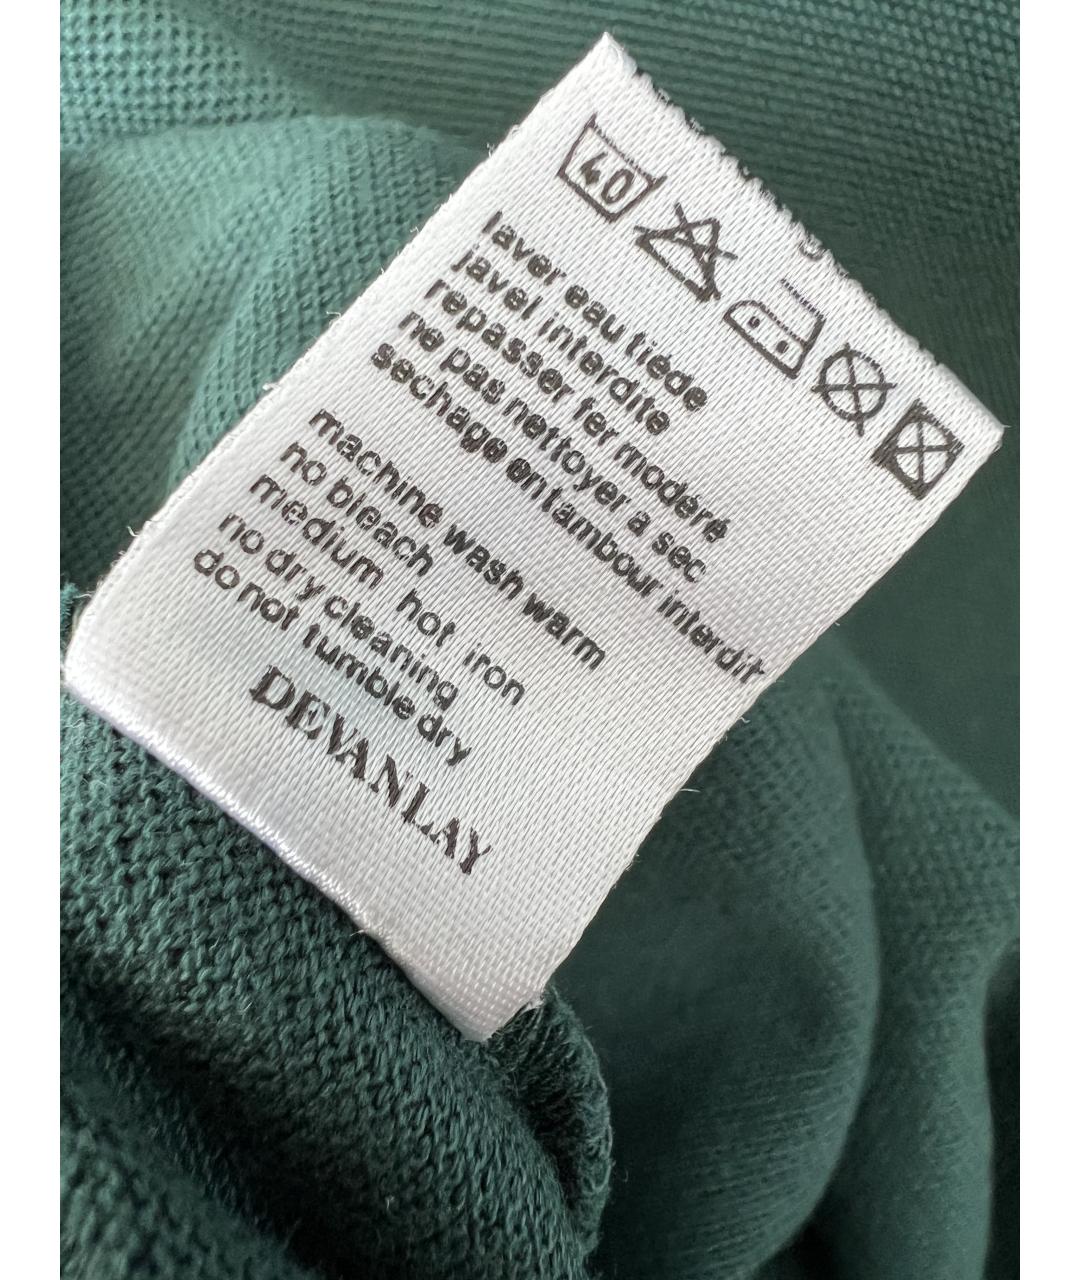 40
laver eau tiède
javel interdite
repasser fer modéré
ne pas nettoyer a sec
sechage en tambour interdit
machine wash warm
no bleach
medium hot iron
no dry cleaning
do not tumble dry
DEVANLAY